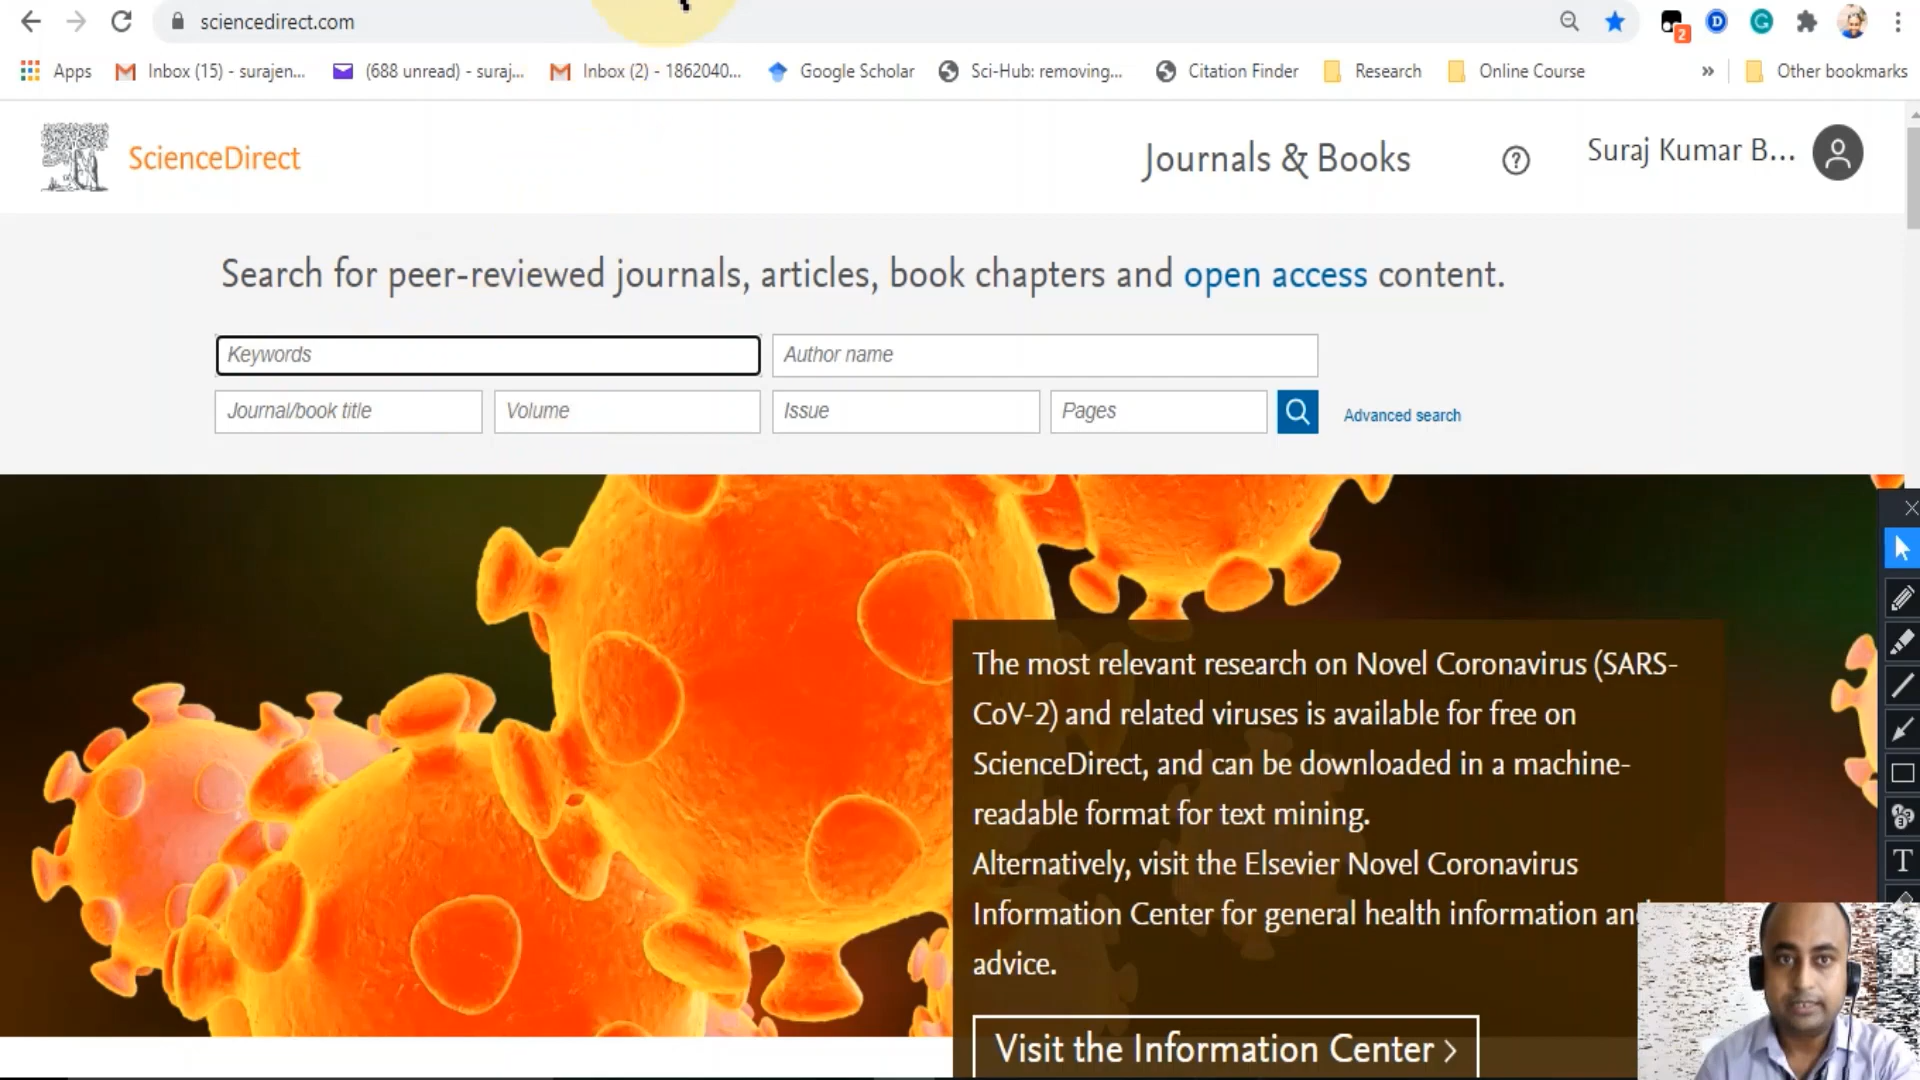 sciencedirect.com
2
D
G
Apps
Inbox (15) - surajen...
(688 unread) - suraj...
Inbox (2) - 1862040...
Google Scholar
Sci-Hub: removing...
Citation Finder
Research
Online Course
»
Other bookmarks
ScienceDirect
Journals & Books
?
Suraj Kumar B...
Search for peer-reviewed journals, articles, book chapters and open access content.
Keywords
Author name
Journal/book title
Volume
Issue
Pages
Advanced search
The most relevant research on Novel Coronavirus (SARS-
CoV-2) and related viruses is available for free on
ScienceDirect, and can be downloaded in a machine-
readable format for text mining.
Alternatively, visit the Elsevier Novel Coronavirus
Information Center for general health information and
advice.
Visit the Information Center >
T